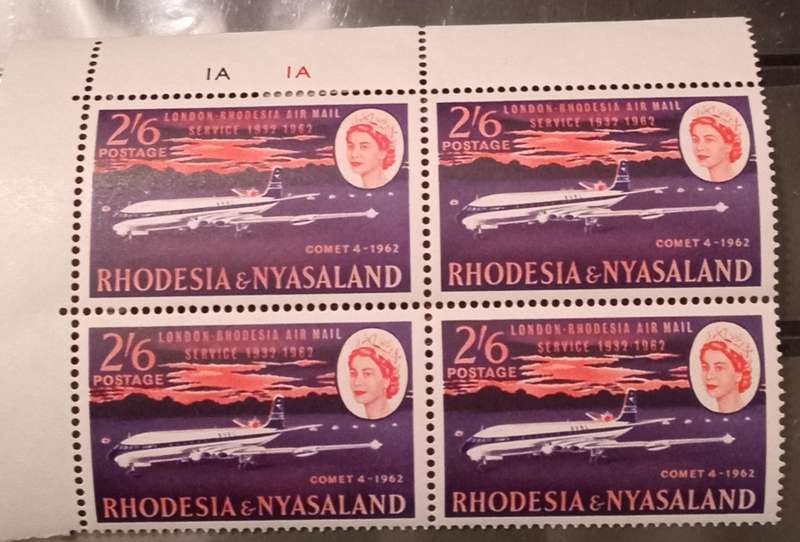 1A 1A
2/6 LONDON-RHODESIA AIR MAIL
SERVICE 1932 1962
POSTAGE
COMET 4-1962
RHODESIA & NYASALAND
2/6 LONDON-RHODESIA AIR MAIL
SERVICE 1932 1962
POSTAGE
COMET 4-1962
RHODESIA & NYASALAND
2/6 LONDON-RHODESIA AIR MAIL
SERVICE 1932 1962
POSTAGE
COMET 4-1962
RHODESIA & NYASALAND
2/6 LONDON-RHODESIA AIR MAIL
SERVICE 1932 1962
POSTAGE
COMET 4-1962
RHODESIA & NYASALAND